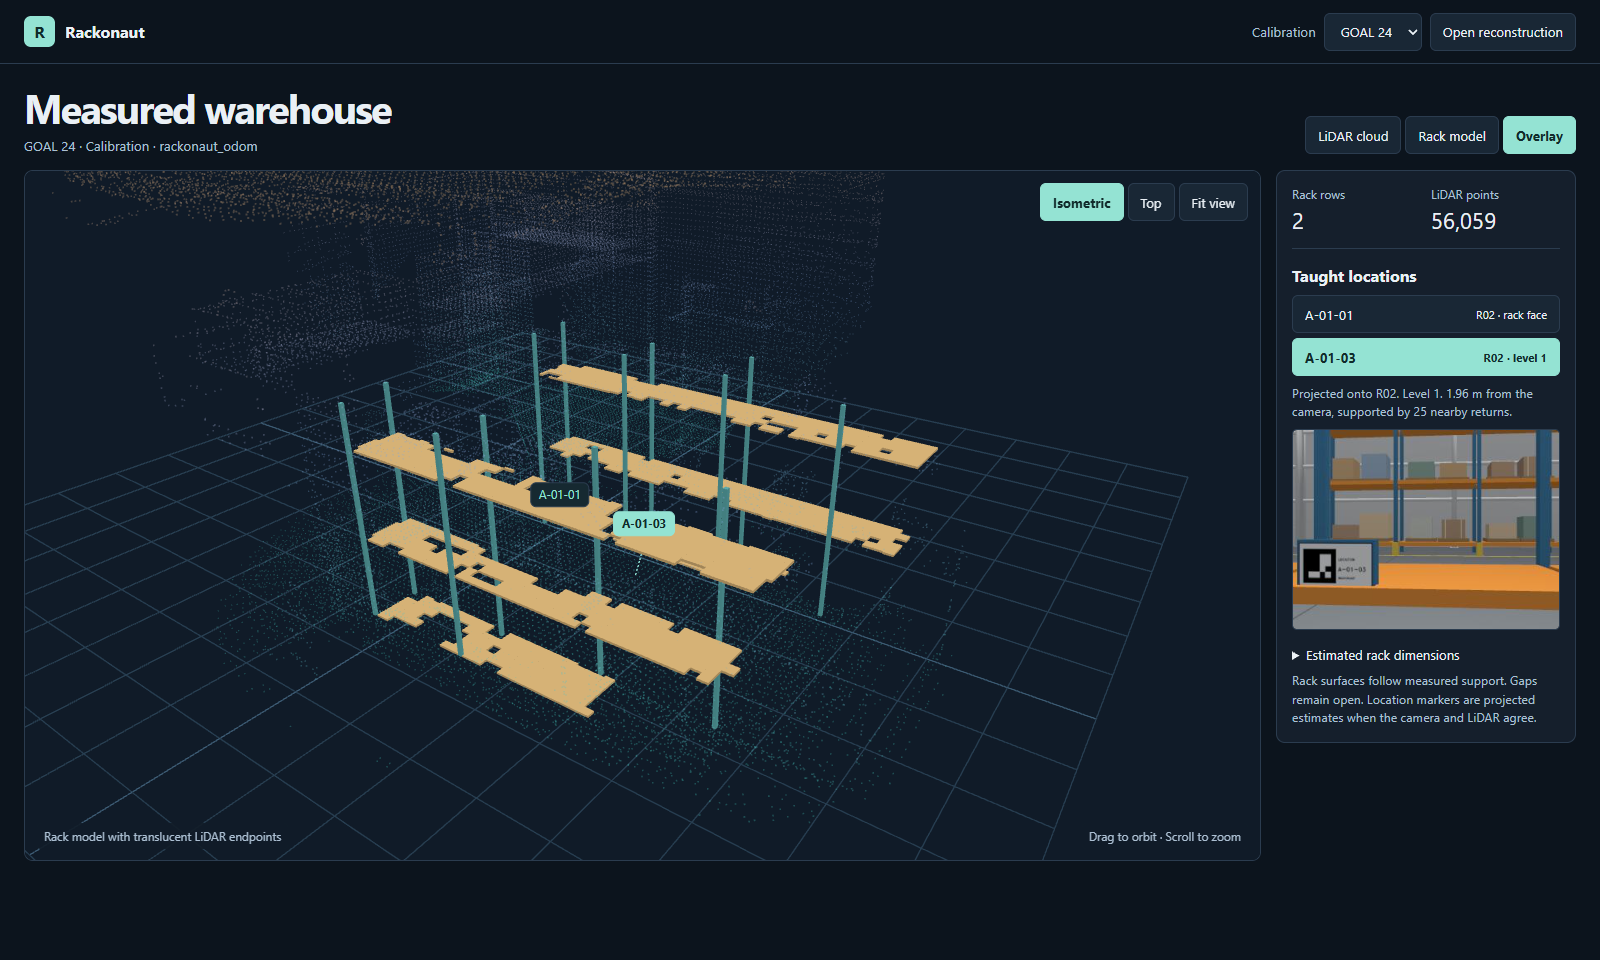 R Rackonaut
Calibration GOAL 24 Open reconstruction
Measured warehouse
GOAL 24 · Calibration · rackonaut_odom
LiDAR cloud Rack model Overlay
Isometric Top Fit view
A-01-01
A-01-03
Rack model with translucent LiDAR endpoints
Drag to orbit · Scroll to zoom
Rack rows LiDAR points
2 56,059
Taught locations
A-01-01 R02 · rack face
A-01-03 R02 · level 1
Projected onto R02. Level 1. 1.96 m from the
camera, supported by 25 nearby returns.
A-01-03
Estimated rack dimensions
Rack surfaces follow measured support. Gaps
remain open. Location markers are projected
estimates when the camera and LiDAR agree.